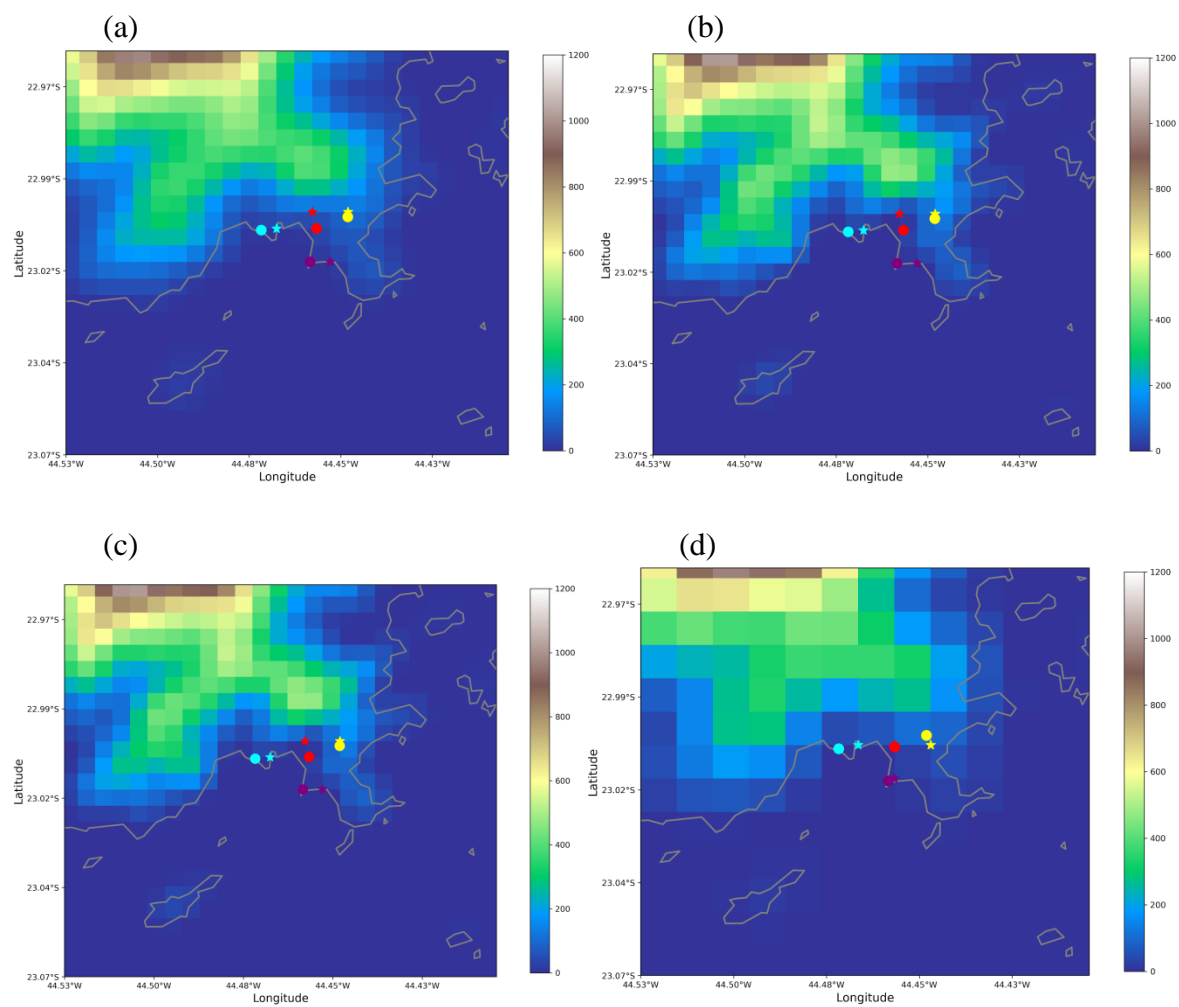 (a)
(b)
1200
1000
800
600
400
200
0
22.97°S
22.99°S
23.02°S
23.04°S
23.07°S
Latitude
44.53°W
44.50°W
44.48°W
44.45°W
44.43°W
Longitude
1200
1000
800
600
400
200
0
22.97°S
22.99°S
23.02°S
23.04°S
23.07°S
Latitude
44.53°W
44.50°W
44.48°W
44.45°W
44.43°W
Longitude
(c)
(d)
1200
1000
800
600
400
200
0
22.97°S
22.99°S
23.02°S
23.04°S
23.07°S
Latitude
44.53°W
44.50°W
44.48°W
44.45°W
44.43°W
Longitude
1200
1000
800
600
400
200
0
22.97°S
22.99°S
23.02°S
23.04°S
23.07°S
Latitude
44.53°W
44.50°W
44.48°W
44.45°W
44.43°W
Longitude